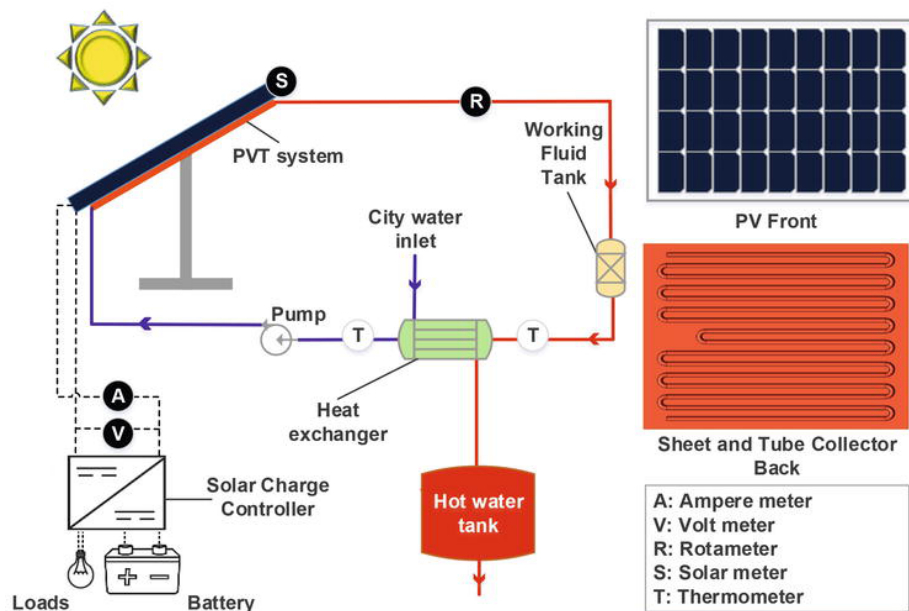 S
R
PVT system
Working
Fluid
Tank
City water
inlet
Pump
T
T
Heat
exchanger
A
V
Solar Charge
Controller
Hot water
tank
Loads
Battery
PV Front
Sheet and Tube Collector
Back
A: Ampere meter
V: Volt meter
R: Rotameter
S: Solar meter
T: Thermometer